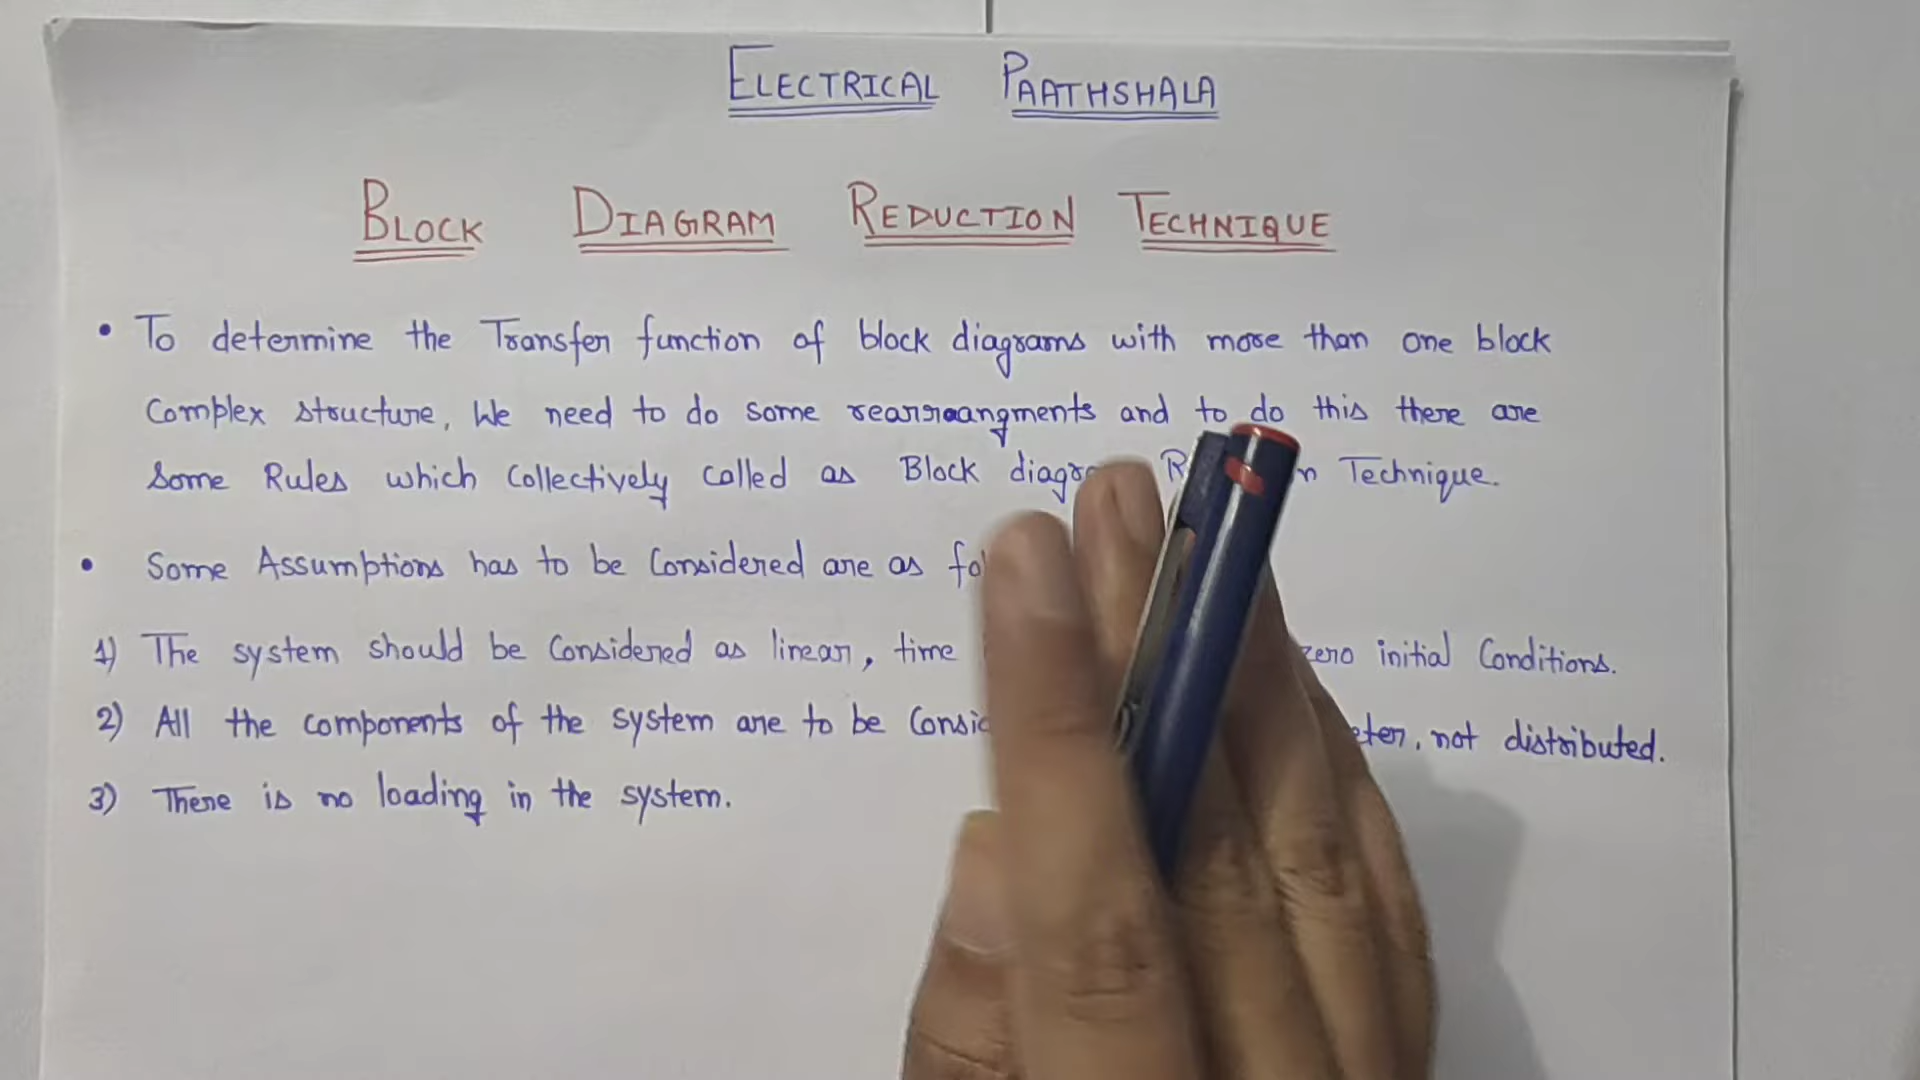 ELECTRICAL PAATHSHALA
BLOCK DIAGRAM REDUCTION TECHNIQUE
• To determine the Transfer function of block diagrams with more than one block
Complex structure, We need to do some rearraangments and to do this there are
Some Rules which Collectively Called as Block Technique.
• Some Assumptions has to be Considered are as
1) The system should be Considered as linear, time zero initial Conditions.
2) All the components of the system are to be not distributed.
3) There is no loading in the system.